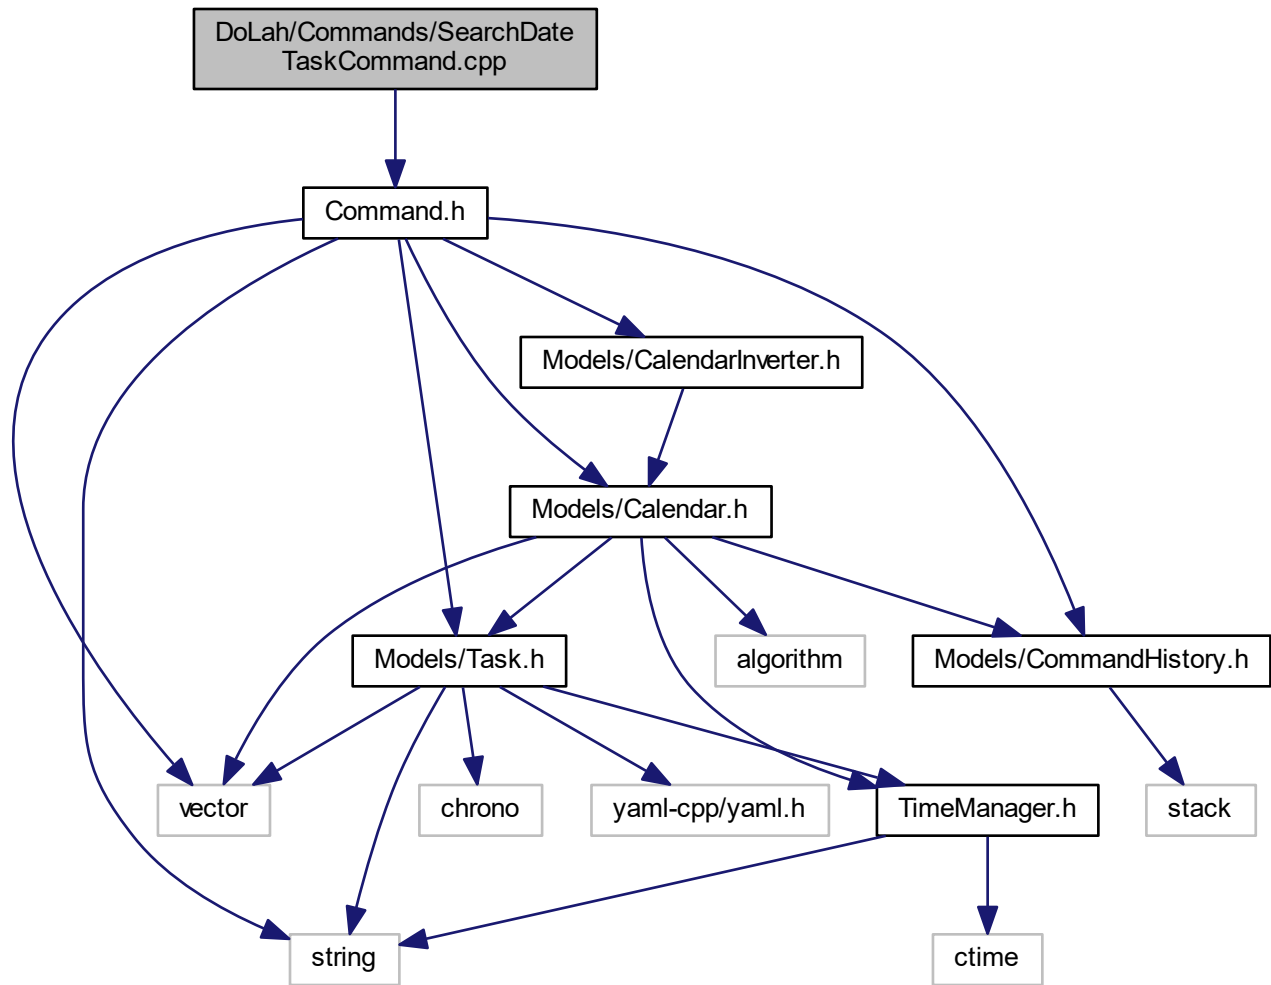 DoLah/Commands/SearchDate
TaskCommand.cpp
Command.h
Models/CalendarInverter.h
Models/Calendar.h
Models/Task.h
algorithm
Models/CommandHistory.h
vector
chrono
yaml-cpp/yaml.h
TimeManager.h
stack
string
ctime